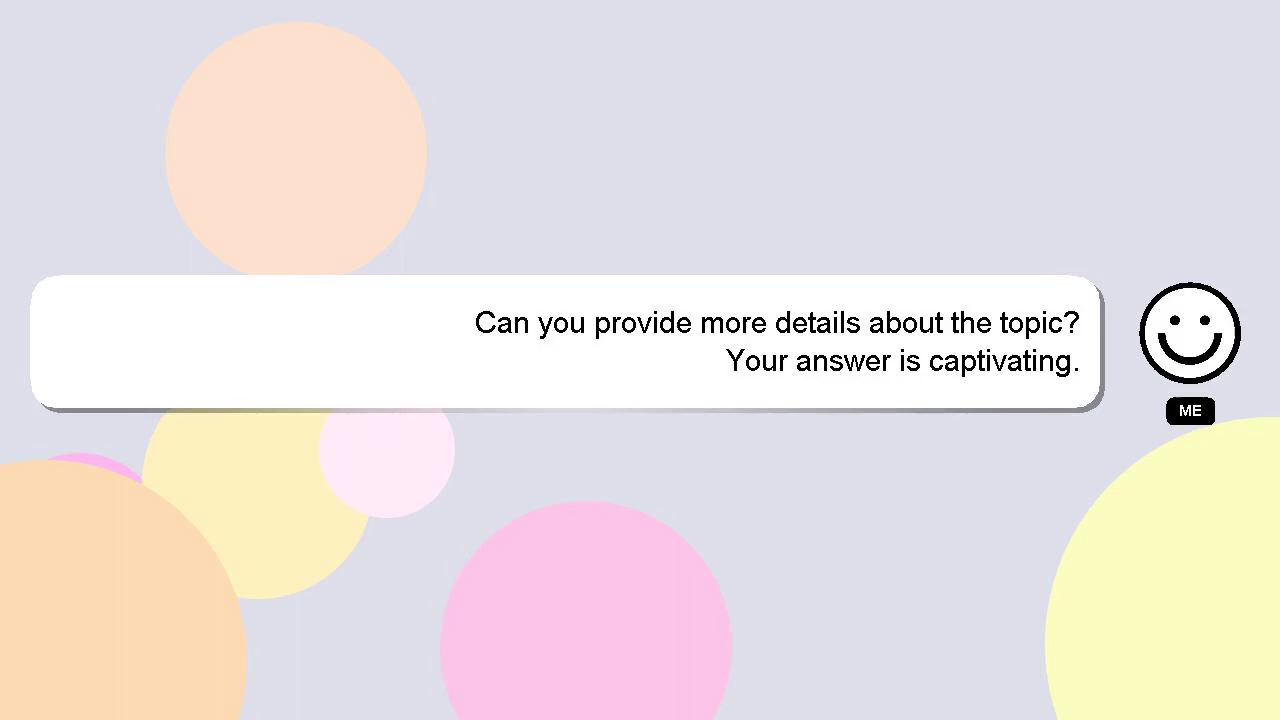 Can you provide more details about the topic?
Your answer is captivating.
ME